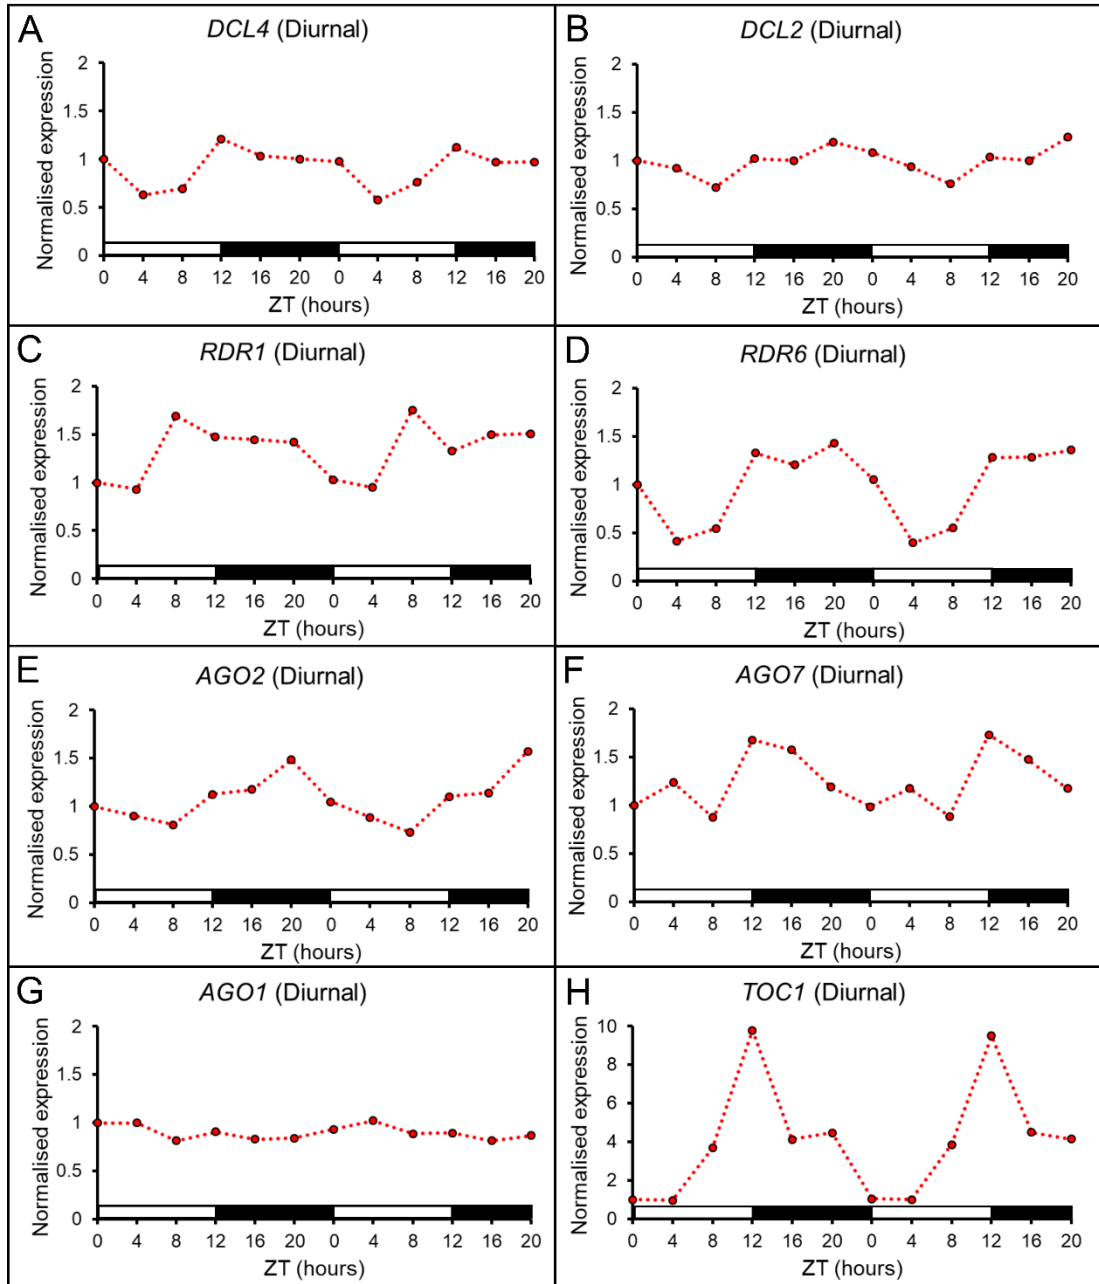 A
DCL4 (Diurnal)
Normalised expression
2
1.5
1
0.5
0
0 4 8 12 16 20 0 4 8 12 16 20
ZT (hours)
B
DCL2 (Diurnal)
Normalised expression
2
1.5
1
0.5
0
0 4 8 12 16 20 0 4 8 12 16 20
ZT (hours)
C
RDR1 (Diurnal)
Normalised expression
2
1.5
1
0.5
0
0 4 8 12 16 20 0 4 8 12 16 20
ZT (hours)
D
RDR6 (Diurnal)
Normalised expression
2
1.5
1
0.5
0
0 4 8 12 16 20 0 4 8 12 16 20
ZT (hours)
E
AGO2 (Diurnal)
Normalised expression
2
1.5
1
0.5
0
0 4 8 12 16 20 0 4 8 12 16 20
ZT (hours)
F
AGO7 (Diurnal)
Normalised expression
2
1.5
1
0.5
0
0 4 8 12 16 20 0 4 8 12 16 20
ZT (hours)
G
AGO1 (Diurnal)
Normalised expression
2
1.5
1
0.5
0
0 4 8 12 16 20 0 4 8 12 16 20
ZT (hours)
H
TOC1 (Diurnal)
Normalised expression
10
8
6
4
2
0
0 4 8 12 16 20 0 4 8 12 16 20
ZT (hours)